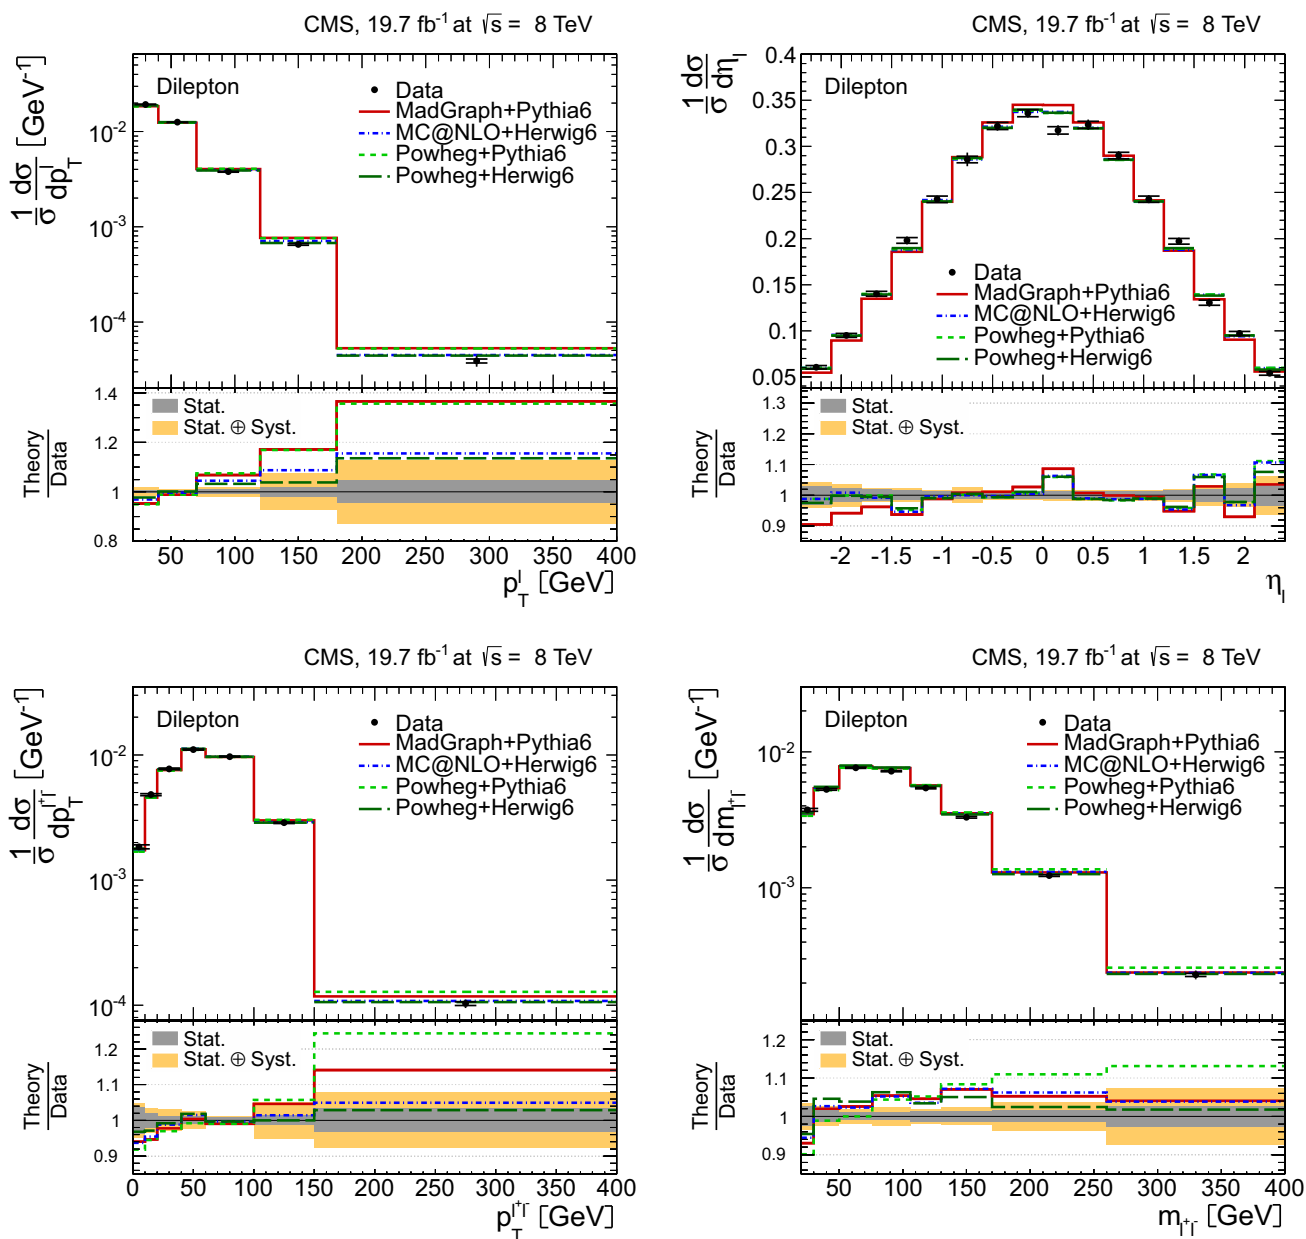 CMS, 19.7 fb⁻¹ at √s = 8 TeV
Dilepton
Data
MadGraph+Pythia6
MC@NLO+Herwig6
Powheg+Pythia6
Powheg+Herwig6
1/σ dσ/dp_T^l [GeV⁻¹]
10⁻²
10⁻³
10⁻⁴
Stat.
Stat. ⊕ Syst.
Theory/Data
1.4
1.2
1
0.8
50 100 150 200 250 300 350 400
p_T^l [GeV]
CMS, 19.7 fb⁻¹ at √s = 8 TeV
Dilepton
1/σ dσ/dη_l
0.35
0.3
0.25
0.2
0.15
0.1
0.05
Data
MadGraph+Pythia6
MC@NLO+Herwig6
Powheg+Pythia6
Powheg+Herwig6
Stat.
Stat. ⊕ Syst.
Theory/Data
1.3
1.2
1.1
1
0.9
-2 -1.5 -1 -0.5 0 0.5 1 1.5 2
η_l
CMS, 19.7 fb⁻¹ at √s = 8 TeV
Dilepton
Data
MadGraph+Pythia6
MC@NLO+Herwig6
Powheg+Pythia6
Powheg+Herwig6
1/σ dσ/dp_T^{l⁺l⁻} [GeV⁻¹]
10⁻²
10⁻³
10⁻⁴
Stat.
Stat. ⊕ Syst.
Theory/Data
1.2
1.1
1
0.9
0 50 100 150 200 250 300 350 400
p_T^{l⁺l⁻} [GeV]
CMS, 19.7 fb⁻¹ at √s = 8 TeV
Dilepton
Data
MadGraph+Pythia6
MC@NLO+Herwig6
Powheg+Pythia6
Powheg+Herwig6
1/σ dσ/dm_{l⁺l⁻} [GeV⁻¹]
10⁻²
10⁻³
Stat.
Stat. ⊕ Syst.
Theory/Data
1.2
1.1
1
0.9
50 100 150 200 250 300 350 400
m_{l⁺l⁻} [GeV]